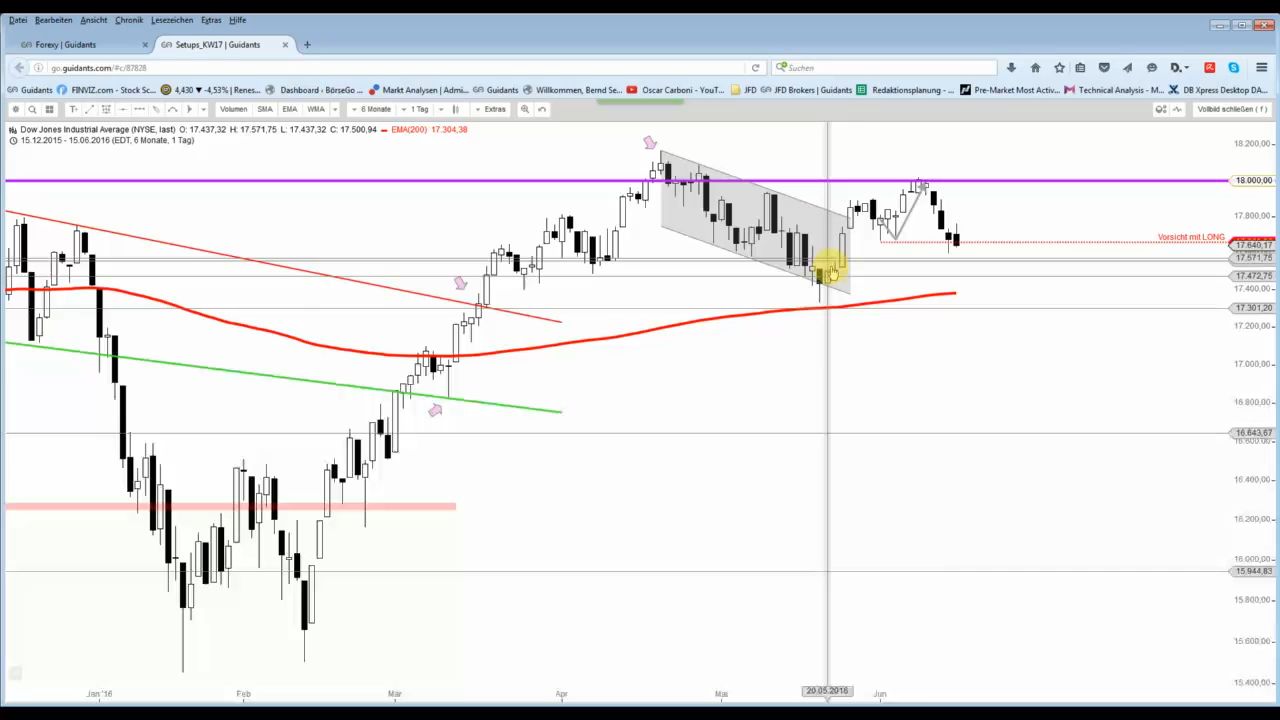 Datei Bearbeiten Ansicht Chronik Lesezeichen Extras Hilfe
Forexy | Guidants × Setups_KW17 | Guidants × +
go.guidants.com/#c/87828 Suchen
Guidants FINVIZ.com - Stock Sc... 4,430 ▼ -4,53% | Renes... Dashboard - BörseGo ... Markt Analysen | Admi... Guidants Willkommen, Bernd Se... Oscar Carboni - YouT... JFD JFD Brokers | Guidants Redaktionsplanung - ... Pre-Market Most Activ... Technical Analysis - M... DB Xpress Desktop DA...
Volumen SMA EMA WMA 6 Monate 1 Tag Extras Vollbild schließen ( f )
Dow Jones Industrial Average (NYSE, last) O: 17.437,32 H: 17.571,75 L: 17.437,32 C: 17.500,94 EMA(200) 17.304,38
15.12.2015 - 15.06.2016 (EDT, 6 Monate, 1 Tag)
18.200,00
18.000,00
17.800,00
Vorsicht mit LONG
17.640,17
17.571,75
17.472,75
17.400,00
17.301,20
17.200,00
17.000,00
16.800,00
16.643,67
16.600,00
16.400,00
16.200,00
16.000,00
15.944,83
15.800,00
15.600,00
15.400,00
Jan '16 Feb Mär Apr Mai 20.05.2016 Jun